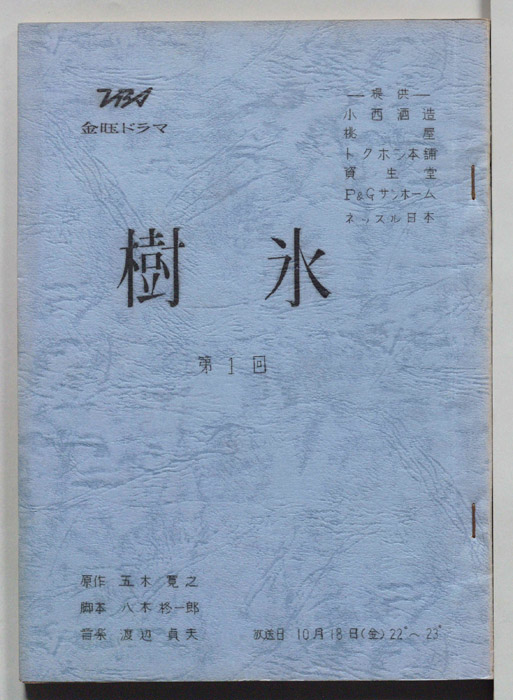 TBS
金曜ドラマ
―提供―
小西酒造
桃屋
トクホン本舗
資生堂
P&Gサンホーム
ネッスル日本
樹氷
第1回
原作 五木寛之
脚本 八木柊一郎
音楽 渡辺貞夫
放送日 10月18日(金)22°〜23°